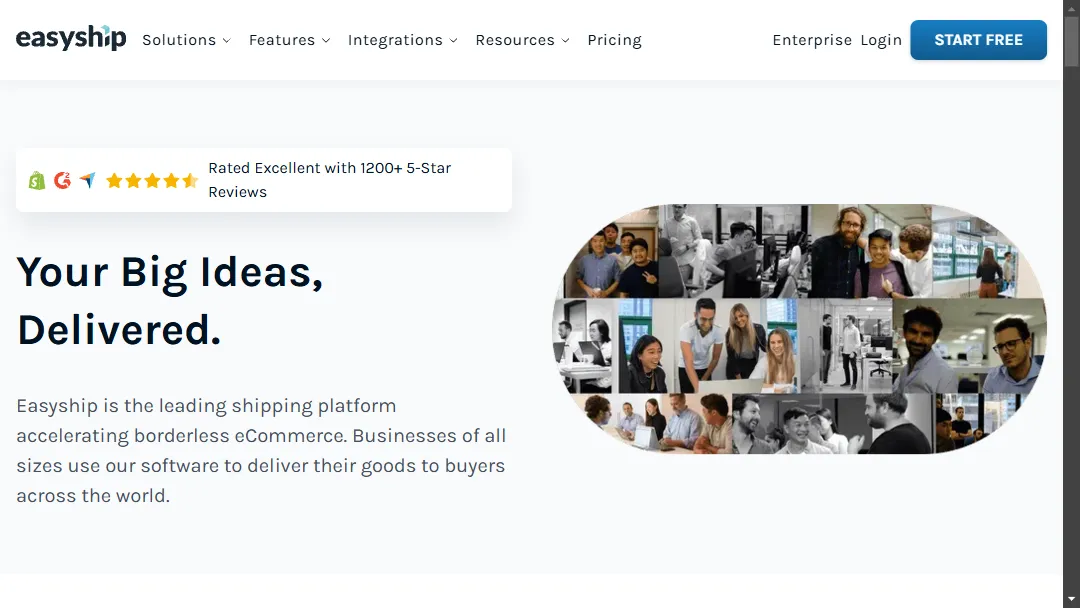 easyship Solutions Features Integrations Resources Pricing Enterprise Login START FREE
Rated Excellent with 1200+ 5-Star
Reviews
Your Big Ideas,
Delivered.
Easyship is the leading shipping platform
accelerating borderless eCommerce. Businesses of all
sizes use our software to deliver their goods to buyers
across the world.